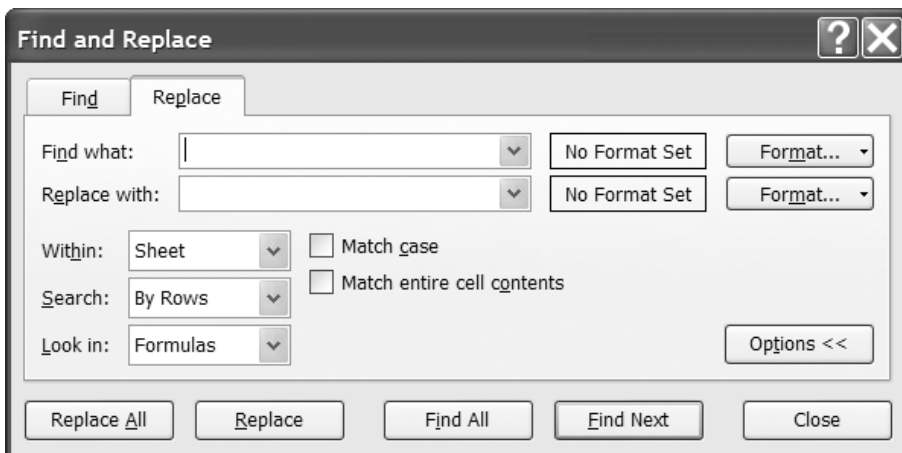 Find and Replace
Find Replace
Find what: No Format Set Format...
Replace with: No Format Set Format...
Within: Sheet Match case
Match entire cell contents
Search: By Rows
Look in: Formulas Options <<
Replace All Replace Find All Find Next Close